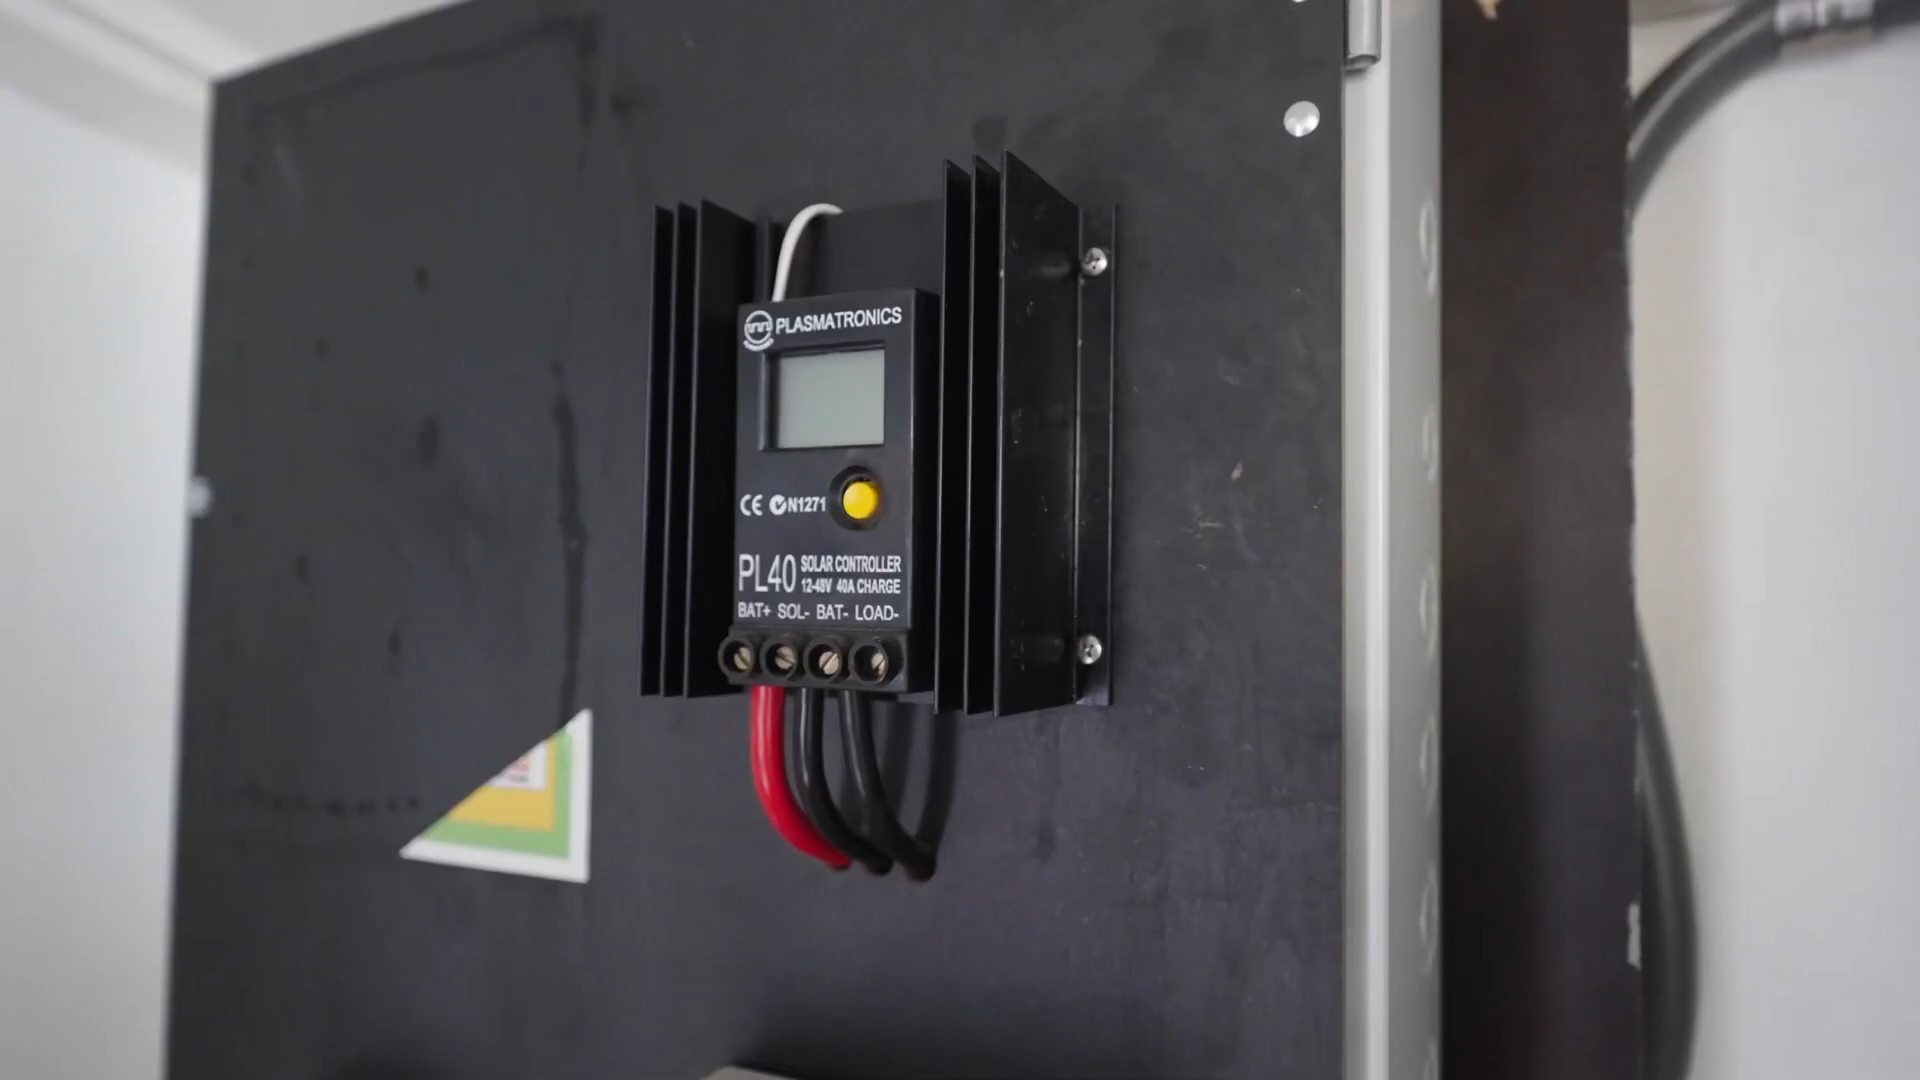 PLASMATRONICS
CE N1271
PL40 SOLAR CONTROLLER
12-48V 40A CHARGE
BAT+ SOL- BAT- LOAD-